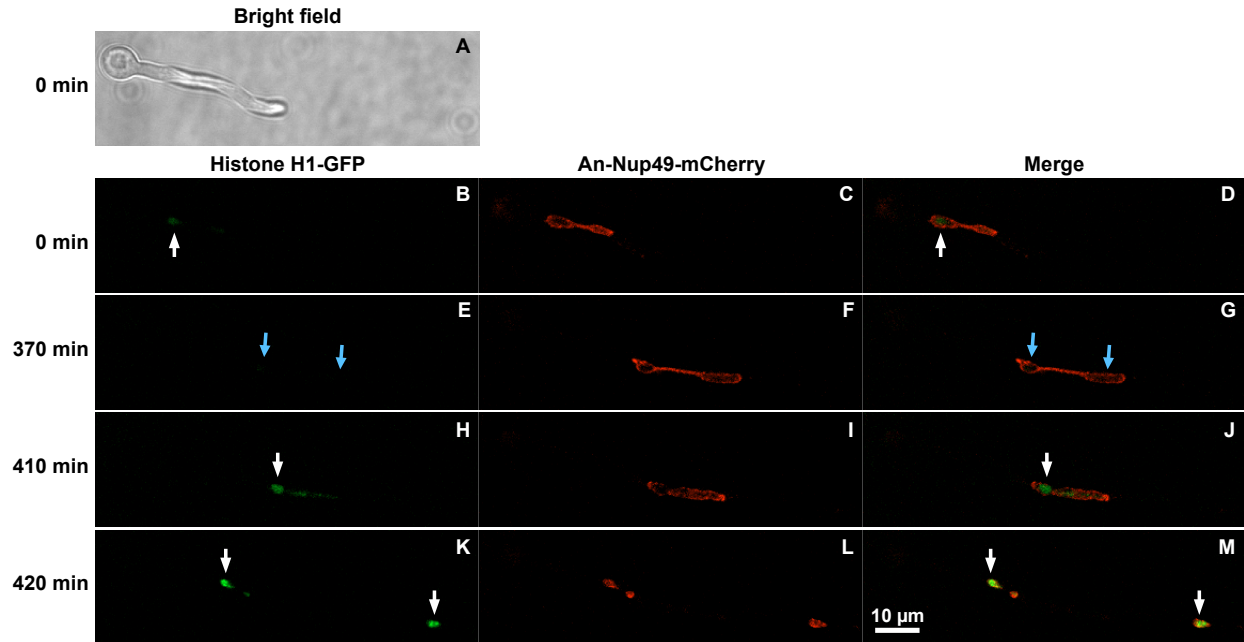 Bright field
A
0 min
Histone H1-GFP An-Nup49-mCherry Merge
0 min B C D
370 min E F G
410 min H I J
420 min K L M
10 µm